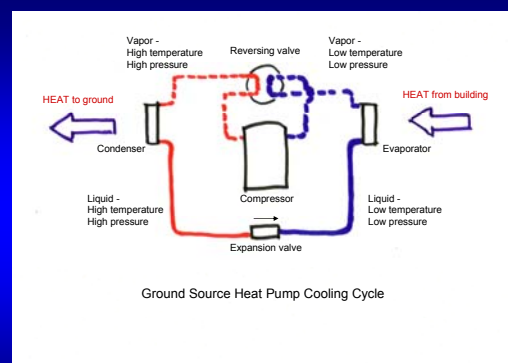 Vapor -
High temperature
High pressure
Reversing valve
Vapor -
Low temperature
Low pressure
HEAT to ground
HEAT from building
Condenser
Evaporator
Compressor
Liquid -
High temperature
High pressure
Liquid -
Low temperature
Low pressure
Expansion valve
Ground Source Heat Pump Cooling Cycle